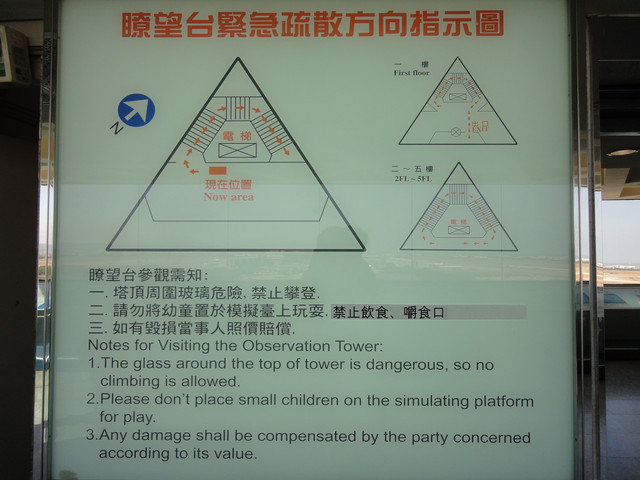 瞭望台緊急疏散方向指示圖
N
電梯
現在位置
Now area
一 樓
First floor
出口
EXIT
二～五樓
2FL～5FL
電梯
瞭望台參觀需知:
一. 塔頂周圍玻璃危險. 禁止攀登.
二. 請勿將幼童置於模擬臺上玩耍. 禁止飲食、嚼食口
三. 如有毀損當事人照價賠償.
Notes for Visiting the Observation Tower:
1.The glass around the top of tower is dangerous, so no
climbing is allowed.
2.Please don't place small children on the simulating platform
for play.
3.Any damage shall be compensated by the party concerned
according to its value.